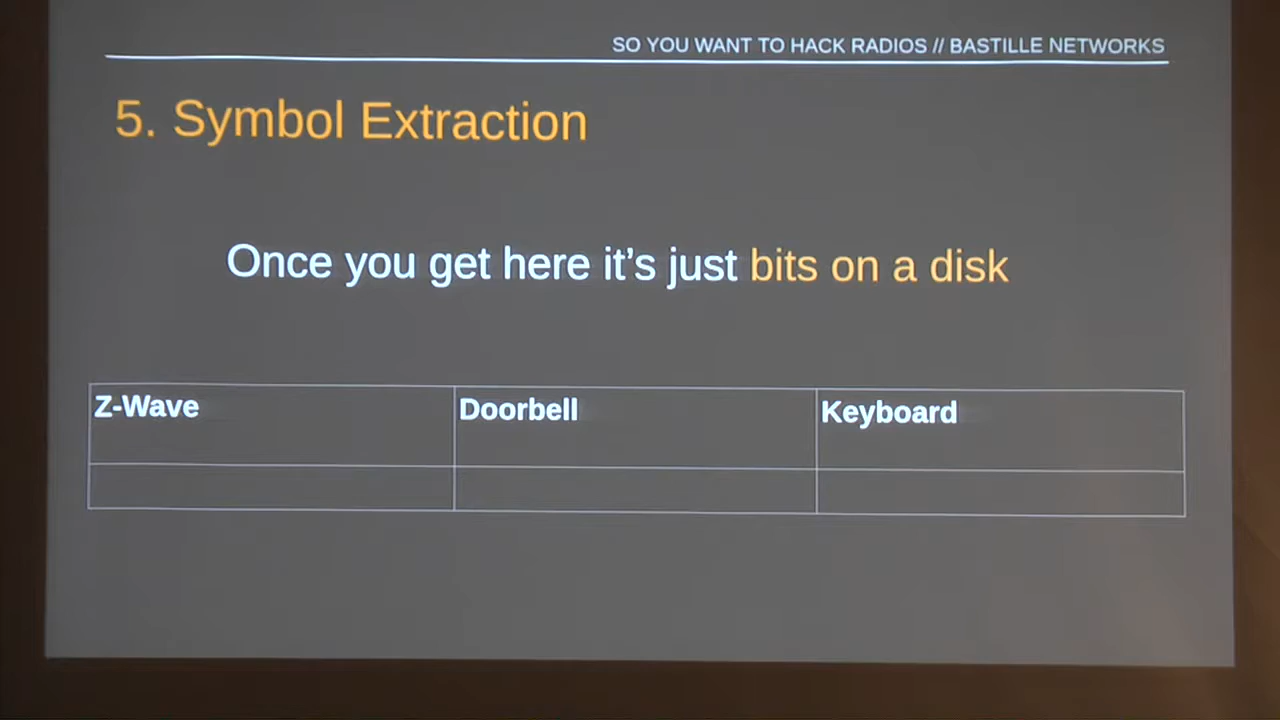 SO YOU WANT TO HACK RADIOS // BASTILLE NETWORKS
5. Symbol Extraction
Once you get here it’s just bits on a disk
Z-Wave
Doorbell
Keyboard